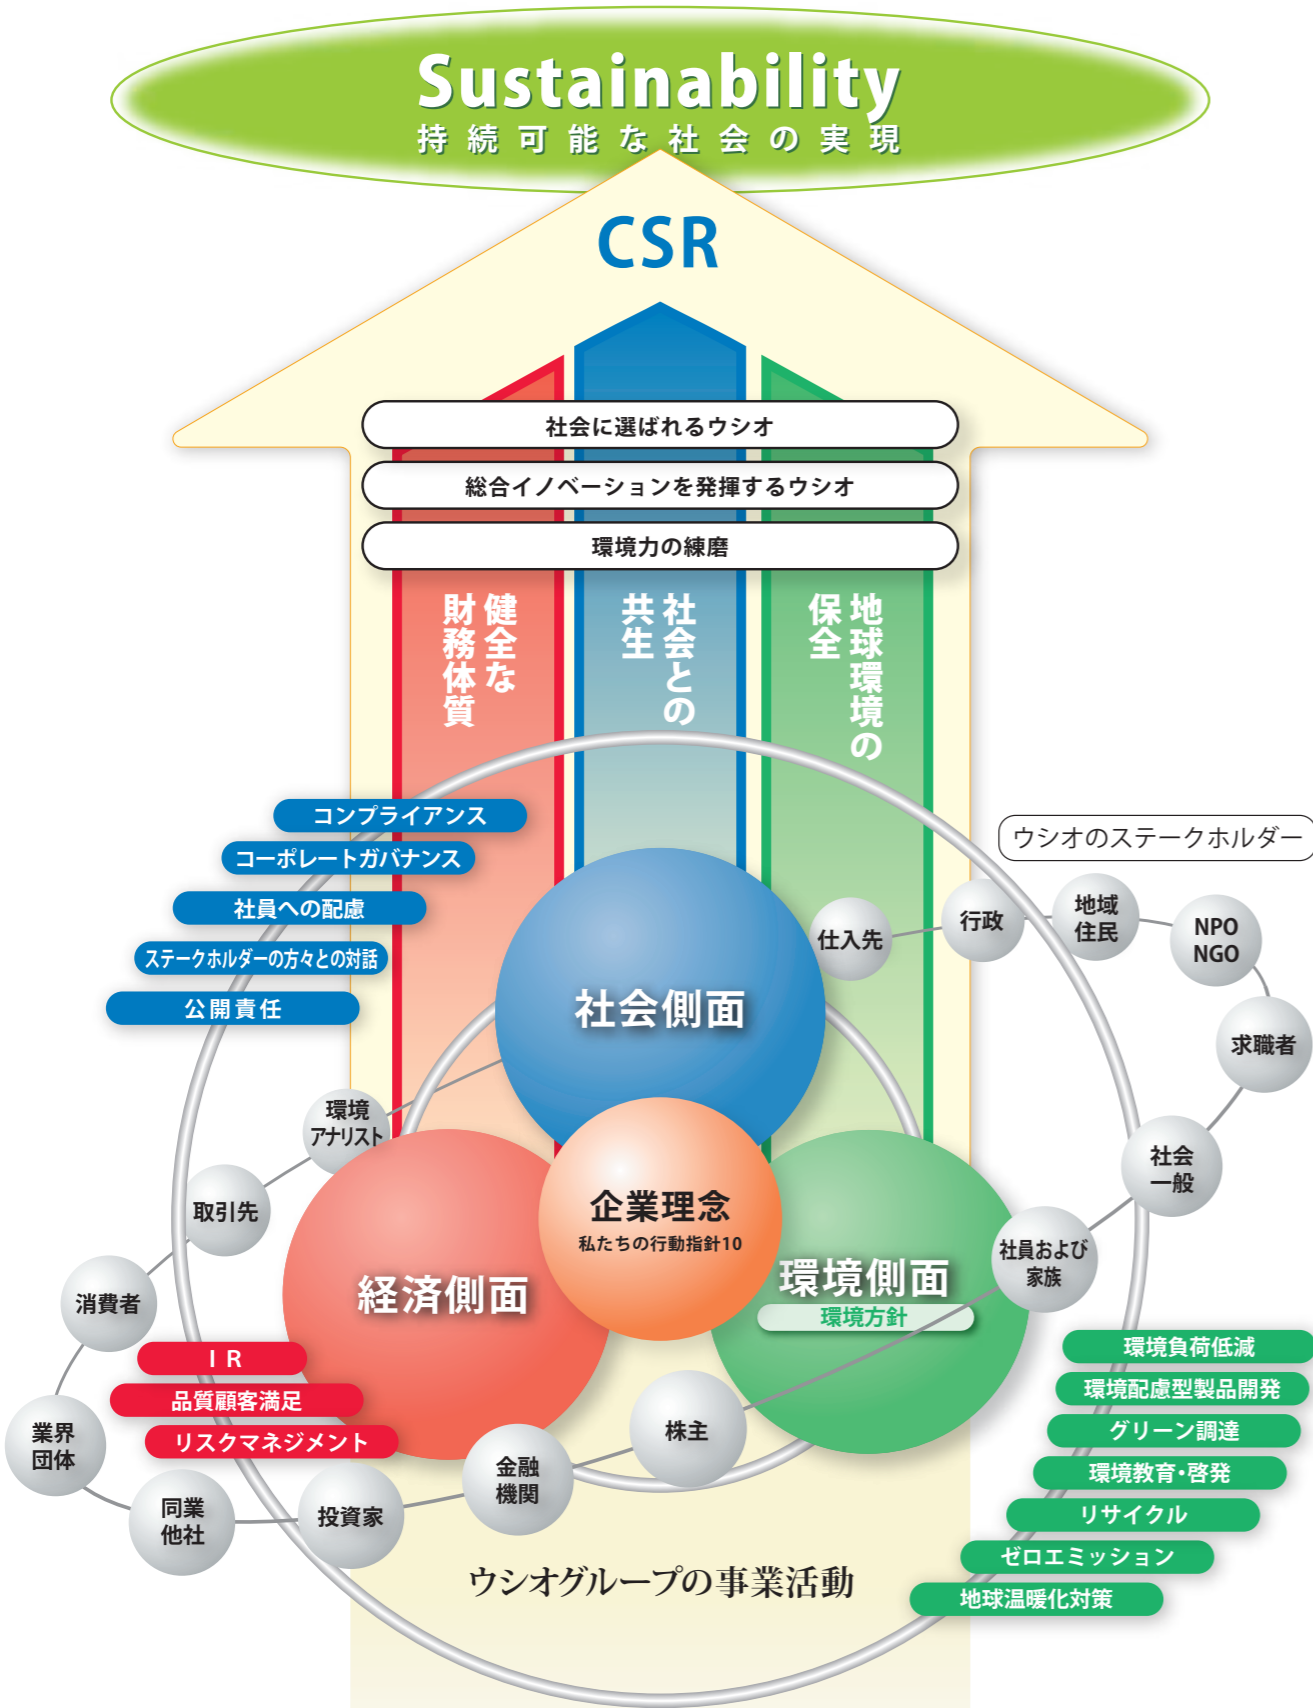 Sustainability
持続可能な社会の実現
CSR
社会に選ばれるウシオ
総合イノベーションを発揮するウシオ
環境力の練磨
健全な
財務体質
社会との
共生
地球環境の
保全
コンプライアンス
コーポレートガバナンス
社員への配慮
ステークホルダーの方々との対話
公開責任
ウシオのステークホルダー
仕入先
行政
地域
住民
NPO
NGO
求職者
社会
一般
社員および
家族
株主
金融
機関
投資家
同業
他社
業界
団体
消費者
取引先
環境
アナリスト
社会側面
企業理念
私たちの行動指針10
経済側面
環境側面
環境方針
IR
品質顧客満足
リスクマネジメント
環境負荷低減
環境配慮型製品開発
グリーン調達
環境教育・啓発
リサイクル
ゼロエミッション
地球温暖化対策
ウシオグループの事業活動